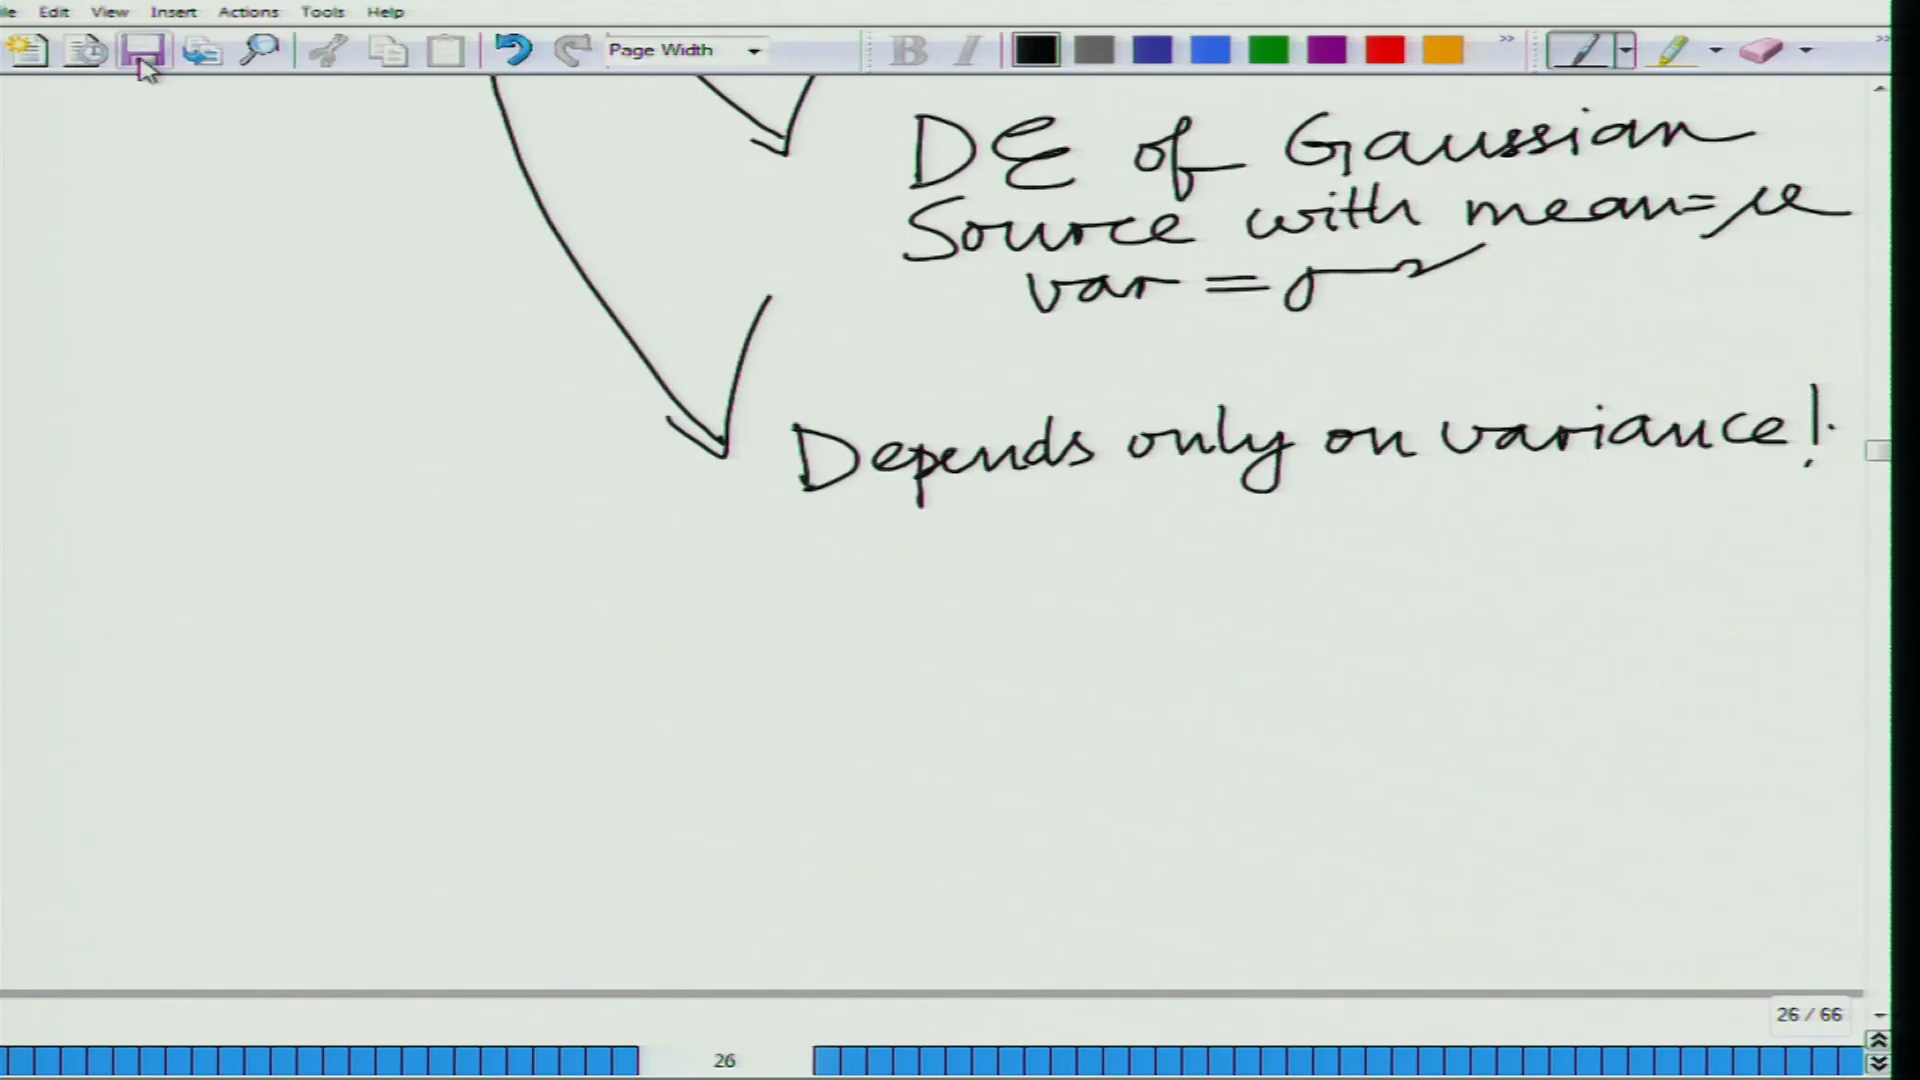 Edit View Insert Actions Tools Help
Page Width B I
DE of Gaussian
Source with mean=μ
var = σ²
Depends only on variance!
26 / 66
26